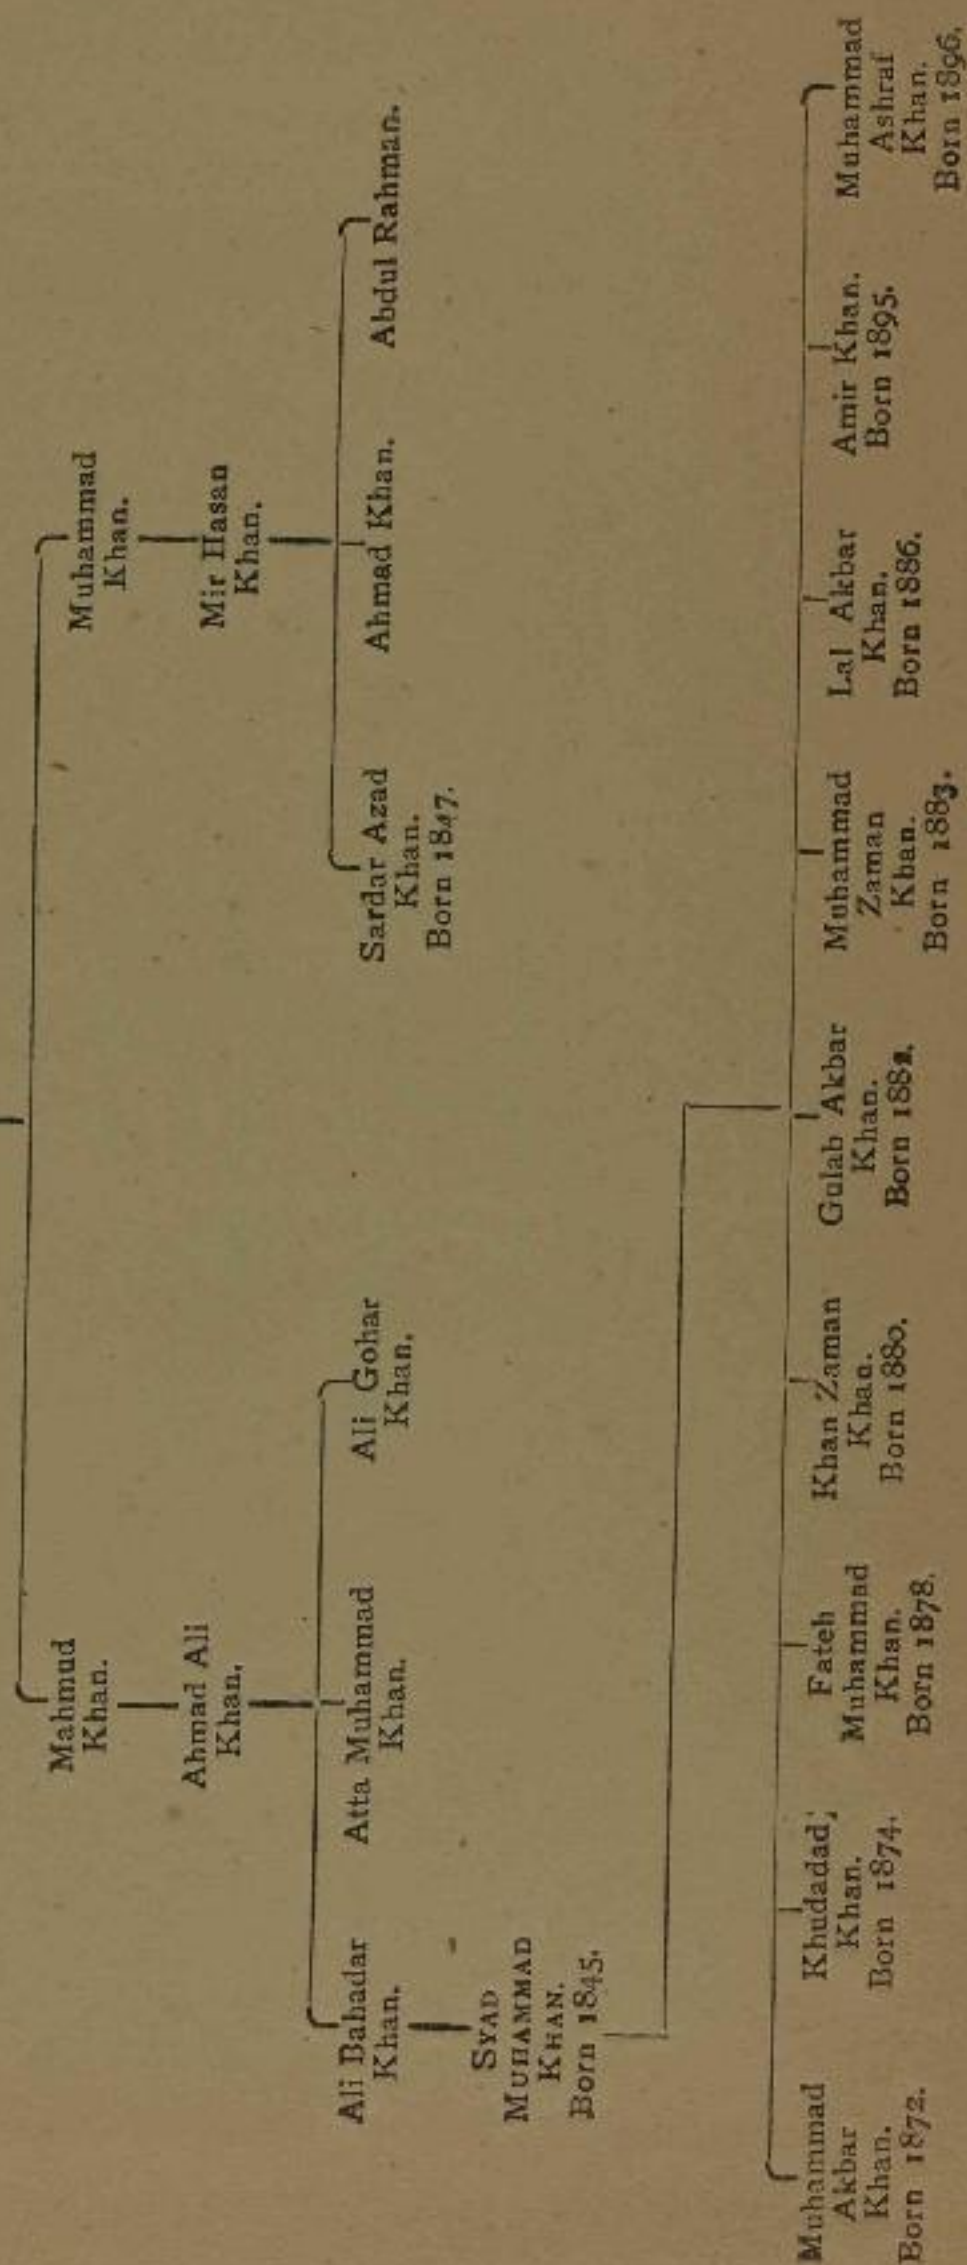 Mahmud
Khan.
Muhammad
Khan.
Ahmad Ali
Khan.
Mir Hasan
Khan.
Ali Bahadar
Khan.
Atta Muhammad
Khan.
Ali Gohar
Khan.
Sardar Azad
Khan.
Born 1847.
Ahmad Khan.
Abdul Rahman.
SYAD
MUHAMMAD
KHAN.
Born 1845.
Muhammad
Akbar
Khan.
Born 1872.
Khudadad
Khan.
Born 1874.
Fateh
Muhammad
Khan.
Born 1878.
Khan Zaman
Khan.
Born 1880.
Gulab Akbar
Khan.
Born
Muhammad
Zaman
Khan.
Born 1883.
Lal Akbar
Khan.
Born 1886.
Amir Khan.
Born 1895.
Muhammad
Ashraf
Khan.
Born 1896.